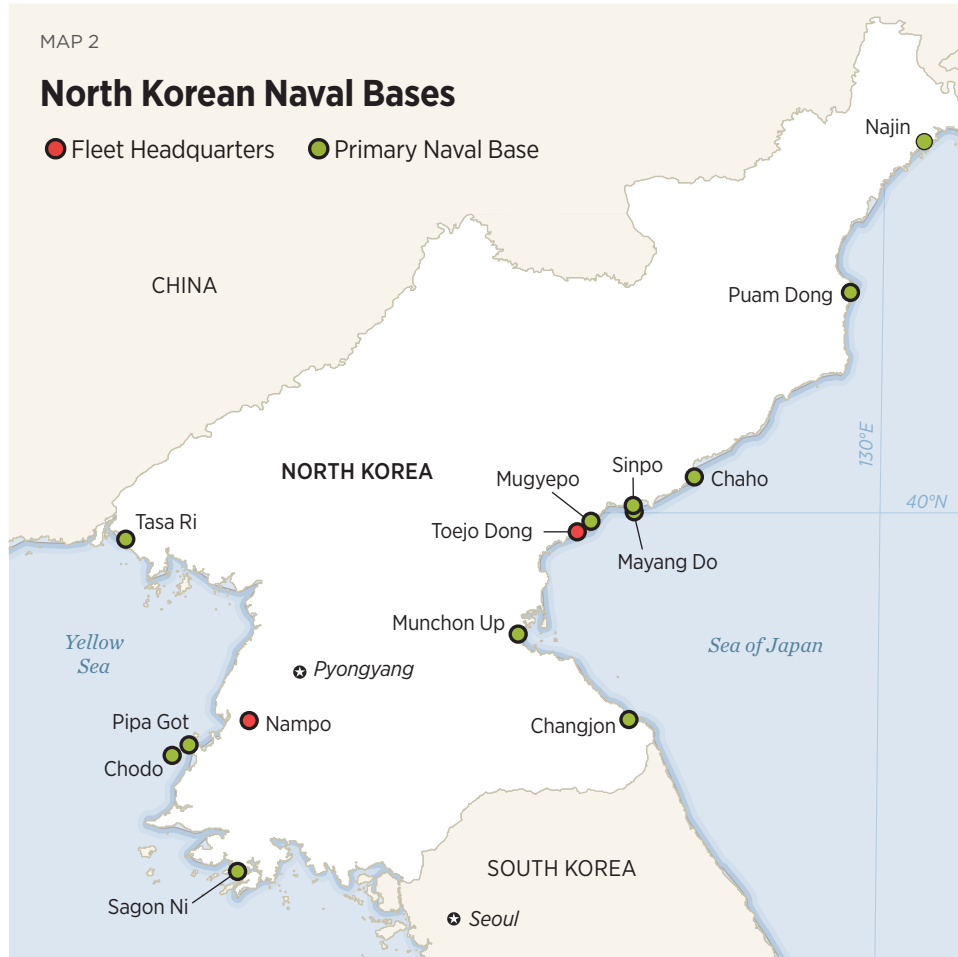 MAP 2
North Korean Naval Bases
Fleet Headquarters Primary Naval Base
Najin
CHINA
Puam Dong
130°E
NORTH KOREA
Sinpo
Mugyepo
Chaho
40°N
Tasa Ri
Toejo Dong
Mayang Do
Munchon Up
Yellow
Sea
Sea of Japan
Pyongyang
Pipa Got
Nampo
Changjon
Chodo
SOUTH KOREA
Sagon Ni
Seoul